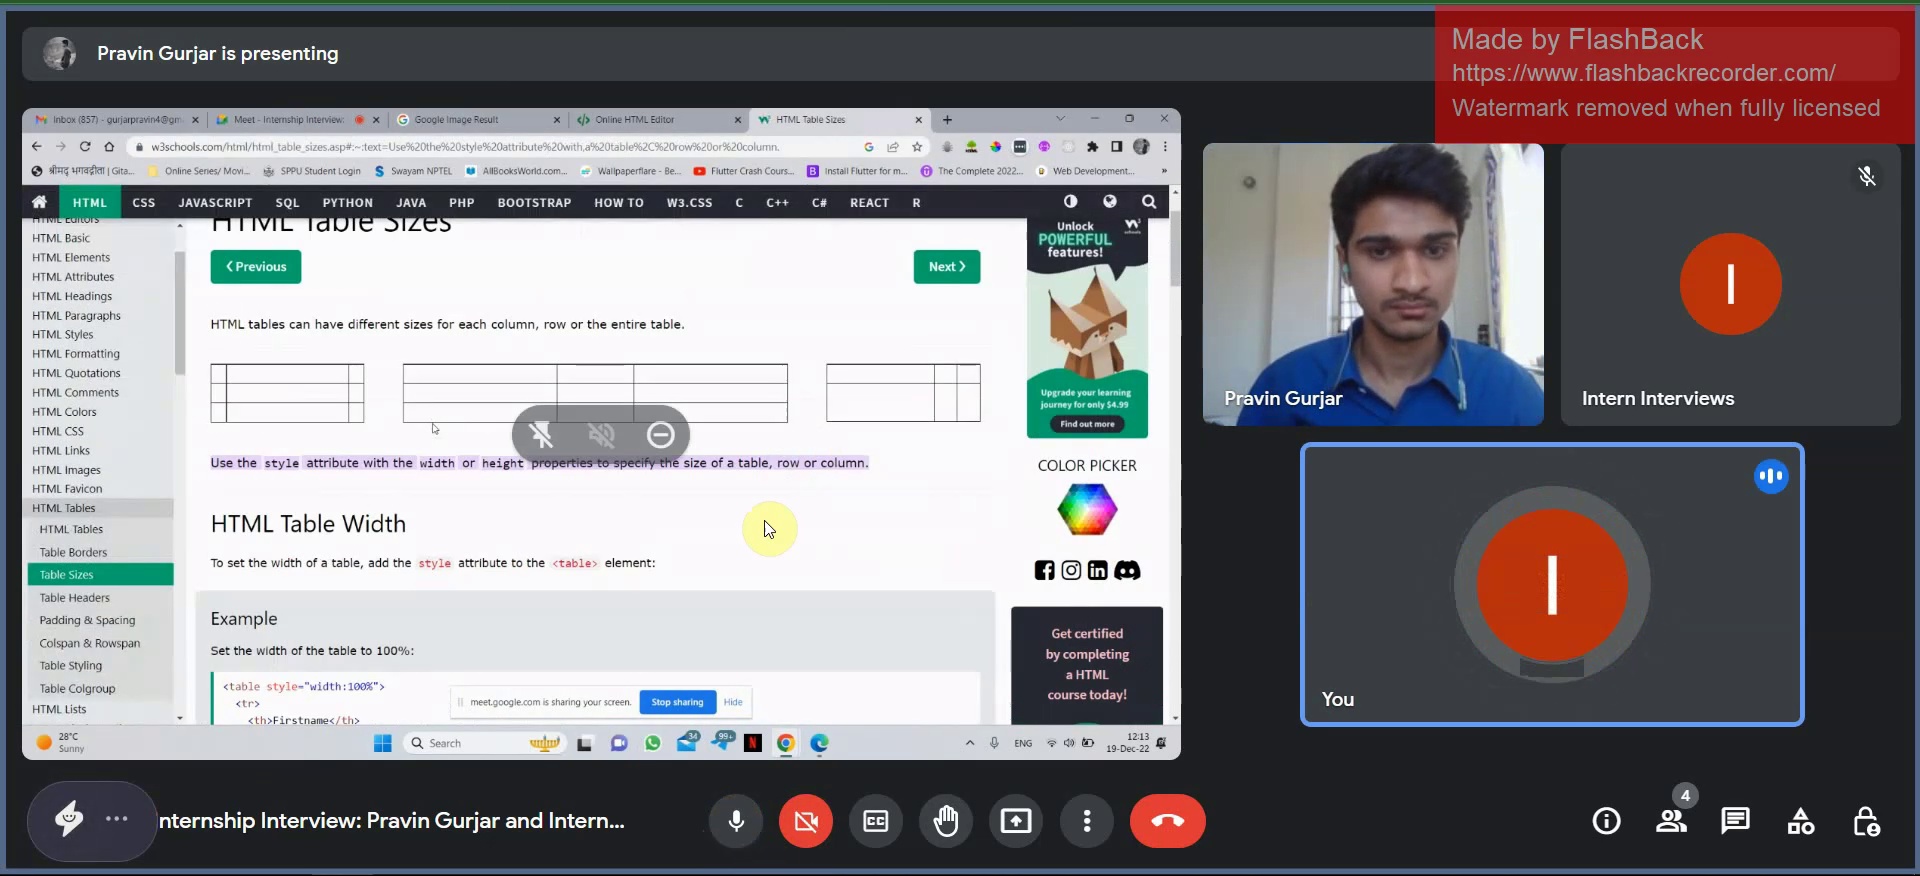 Pravin Gurjar is presenting
Made by FlashBack
https://www.flashbackrecorder.com/
Watermark removed when fully licensed
Inbox (857) - gurjarpravin4@gm
Meet - Internship Interview:
Google Image Result
Online HTML Editor
HTML Table Sizes
w3schools.com/html/html_table_sizes.asp#:~:text=Use%20the%20style%20attribute%20with,a%20table%2C%20row%20or%20column.
श्रीमद् भगवद्गीता | Gita...
Online Series/ Movi...
SPPU Student Login
Swayam NPTEL
AllBooksWorld.com...
Wallpaperflare - Be...
Flutter Crash Cours...
Install Flutter for m...
The Complete 2022...
Web Development...
HTML CSS JAVASCRIPT SQL PYTHON JAVA PHP BOOTSTRAP HOW TO W3.CSS C C++ C# REACT R
HTML Editors
HTML Basic
HTML Elements
HTML Attributes
HTML Headings
HTML Paragraphs
HTML Styles
HTML Formatting
HTML Quotations
HTML Comments
HTML Colors
HTML CSS
HTML Links
HTML Images
HTML Favicon
HTML Tables
HTML Tables
Table Borders
Table Sizes
Table Headers
Padding & Spacing
Colspan & Rowspan
Table Styling
Table Colgroup
HTML Lists
HTML Table Sizes
❮ Previous
Next ❯
HTML tables can have different sizes for each column, row or the entire table.
Use the style attribute with the width or height properties to specify the size of a table, row or column.
HTML Table Width
To set the width of a table, add the style attribute to the <table> element:
Example
Set the width of the table to 100%:
<table style="width:100%">
<tr>
<th>Firstname</th>
meet.google.com is sharing your screen.
Stop sharing
Hide
Unlock
POWERFUL
features!
Upgrade your learning
journey for only $4.99
Find out more
COLOR PICKER
Get certified
by completing
a HTML
course today!
28°C
Sunny
Search
34
99+
N
ENG
12:13
19-Dec-22
Pravin Gurjar
I
Intern Interviews
I
You
nternship Interview: Pravin Gurjar and Intern...
4